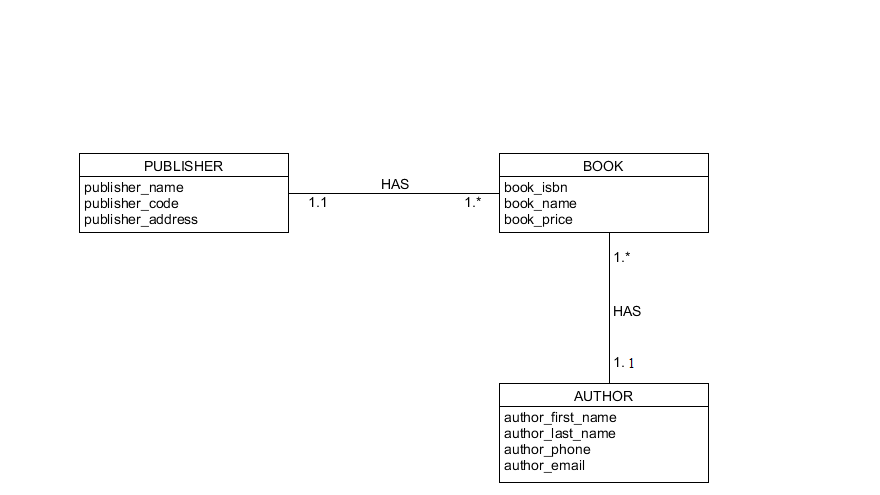 PUBLISHER
publisher_name
publisher_code
publisher_address
HAS
1.1
1.*
BOOK
book_isbn
book_name
book_price
1.*
HAS
1. 1
AUTHOR
author_first_name
author_last_name
author_phone
author_email